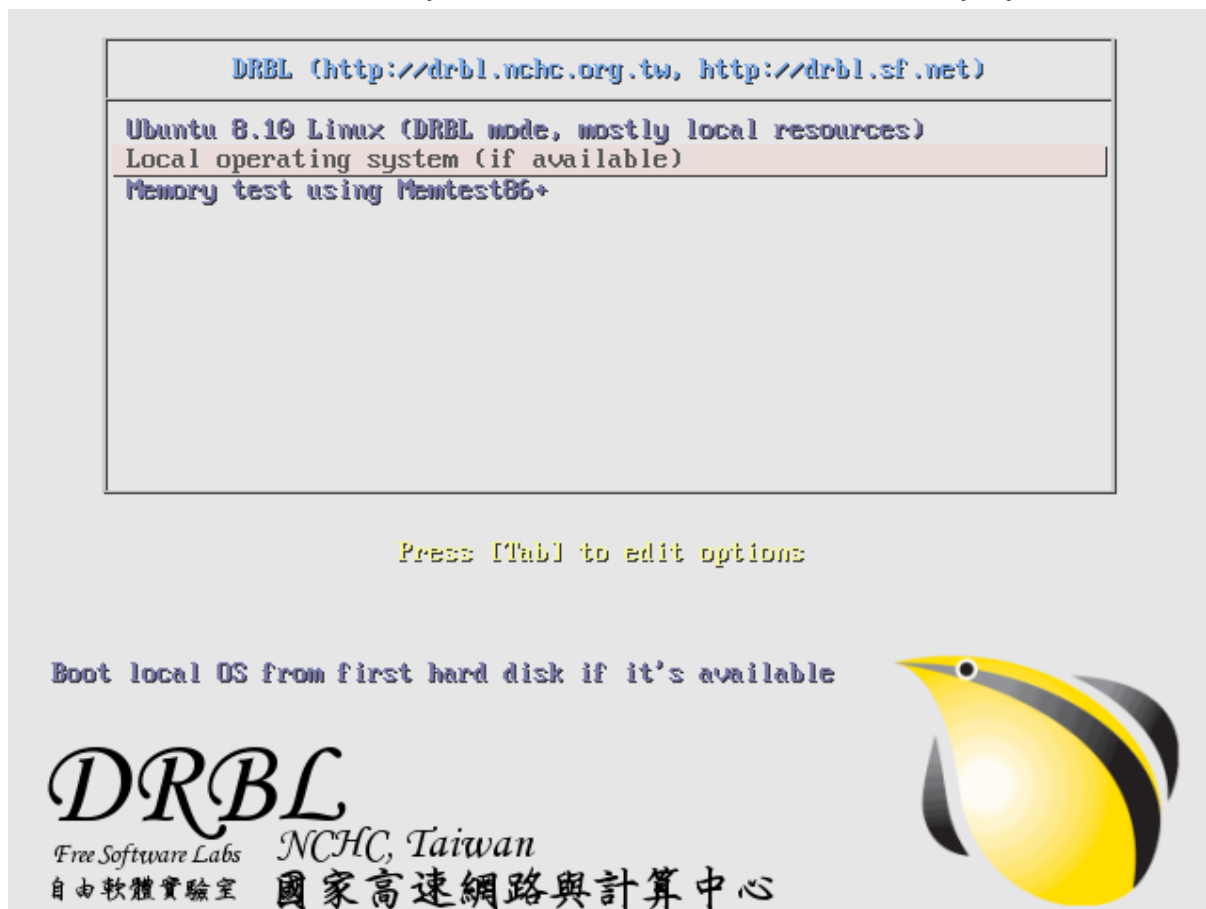 DRBL (http://drbl.nchc.org.tw, http://drbl.sf.net)
Ubuntu 8.10 Linux (DRBL mode, mostly local resources)
Local operating system (if available)
Memory test using Memtest86+
Press [Tab] to edit options
Boot local OS from first hard disk if it's available
DRBL
Free Software Labs NCHC, Taiwan
自由軟體實驗室 國家高速網路與計算中心